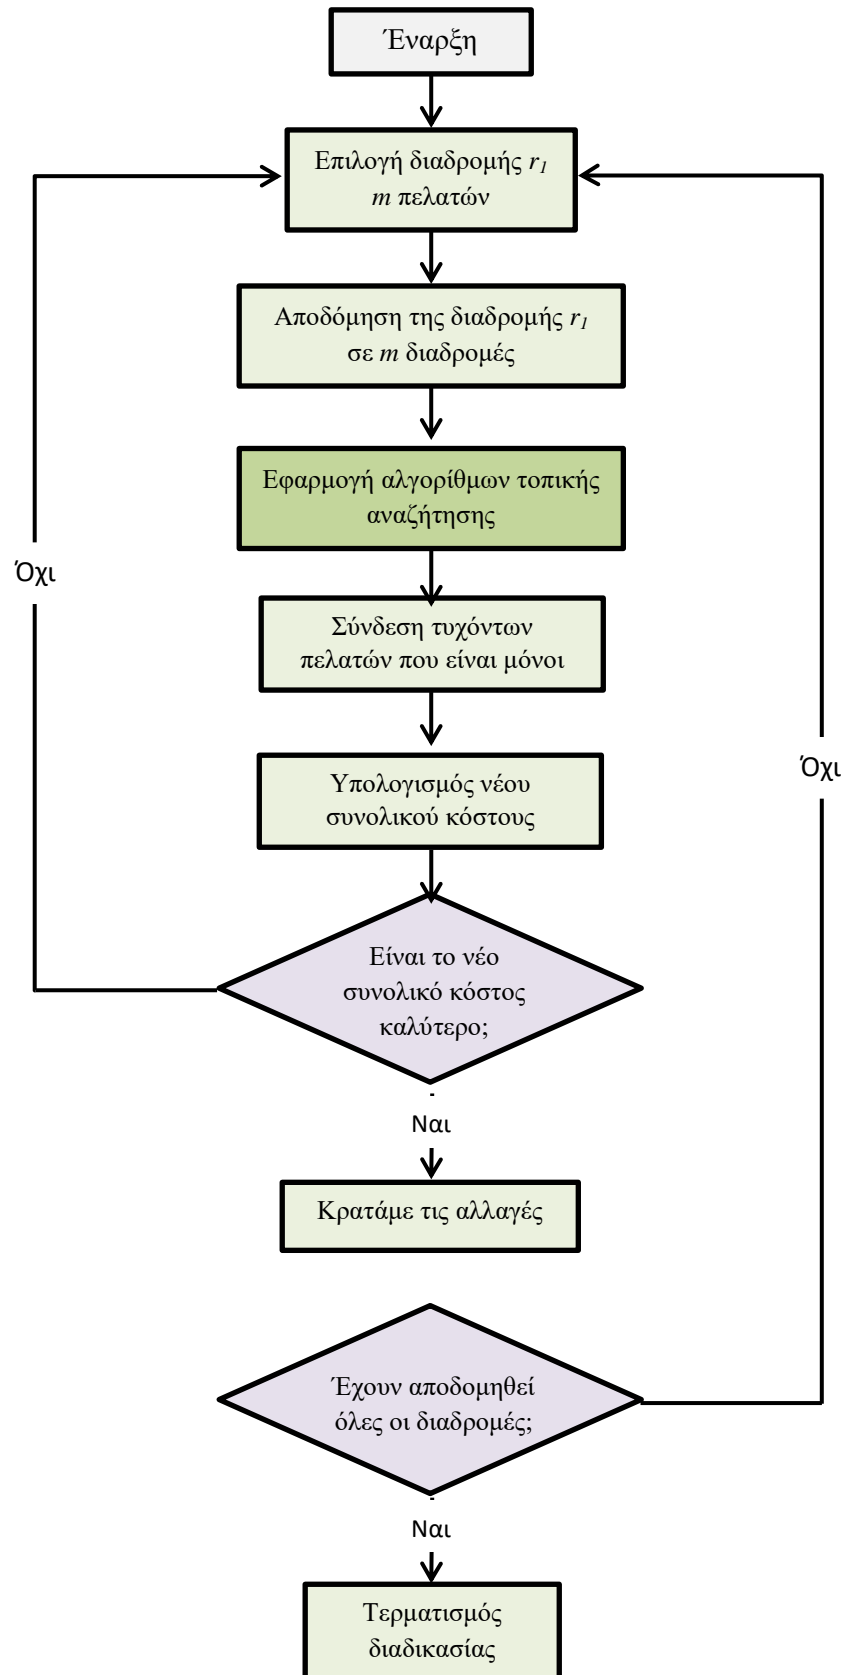 Έναρξη
Επιλογή διαδρομής r1
m πελατών
Αποδόμηση της διαδρομής r1
σε m διαδρομές
Εφαρμογή αλγορίθμων τοπικής
αναζήτησης
Όχι
Σύνδεση τυχόντων
πελατών που είναι μόνοι
Όχι
Υπολογισμός νέου
συνολικού κόστους
Είναι το νέο
συνολικό κόστος
καλύτερο;
Ναι
Κρατάμε τις αλλαγές
Έχουν αποδομηθεί
όλες οι διαδρομές;
Ναι
Τερματισμός
διαδικασίας